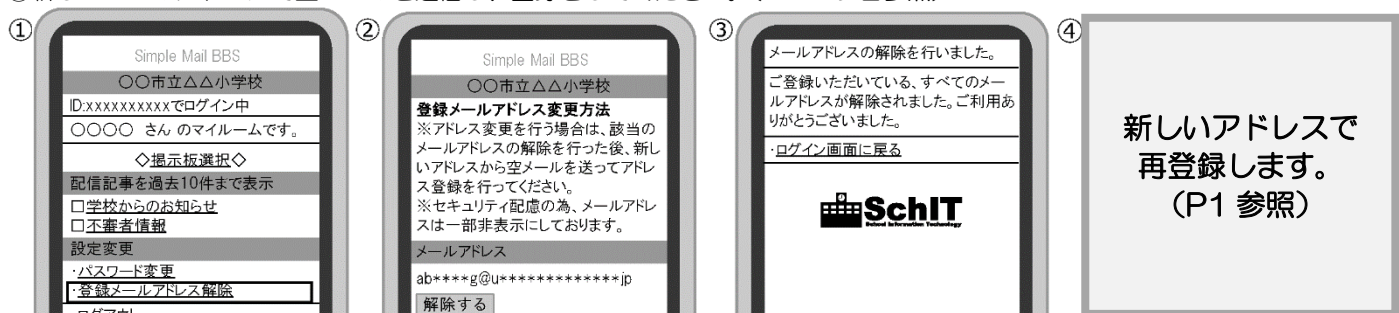 ①
Simple Mail BBS
〇〇市立△△小学校
ID:xxxxxxxxxxでログイン中
〇〇〇〇 さん のマイルームです。
◇掲示板選択◇
配信記事を過去10件まで表示
□学校からのお知らせ
□不審者情報
設定変更
・パスワード変更
・登録メールアドレス解除
②
Simple Mail BBS
〇〇市立△△小学校
登録メールアドレス変更方法
※アドレス変更を行う場合は、該当の
メールアドレスの解除を行った後、新し
いアドレスから空メールを送ってアドレ
ス登録を行ってください。
※セキュリティ配慮の為、メールアドレ
スは一部非表示にしております。
メールアドレス
ab****g@u*************jp
解除する
③
メールアドレスの解除を行いました。
ご登録いただいている、すべてのメー
ルアドレスが解除されました。ご利用あ
りがとうございました。
・ログイン画面に戻る
SchIT
School Information Technology
④
新しいアドレスで
再登録します。
（P1 参照）